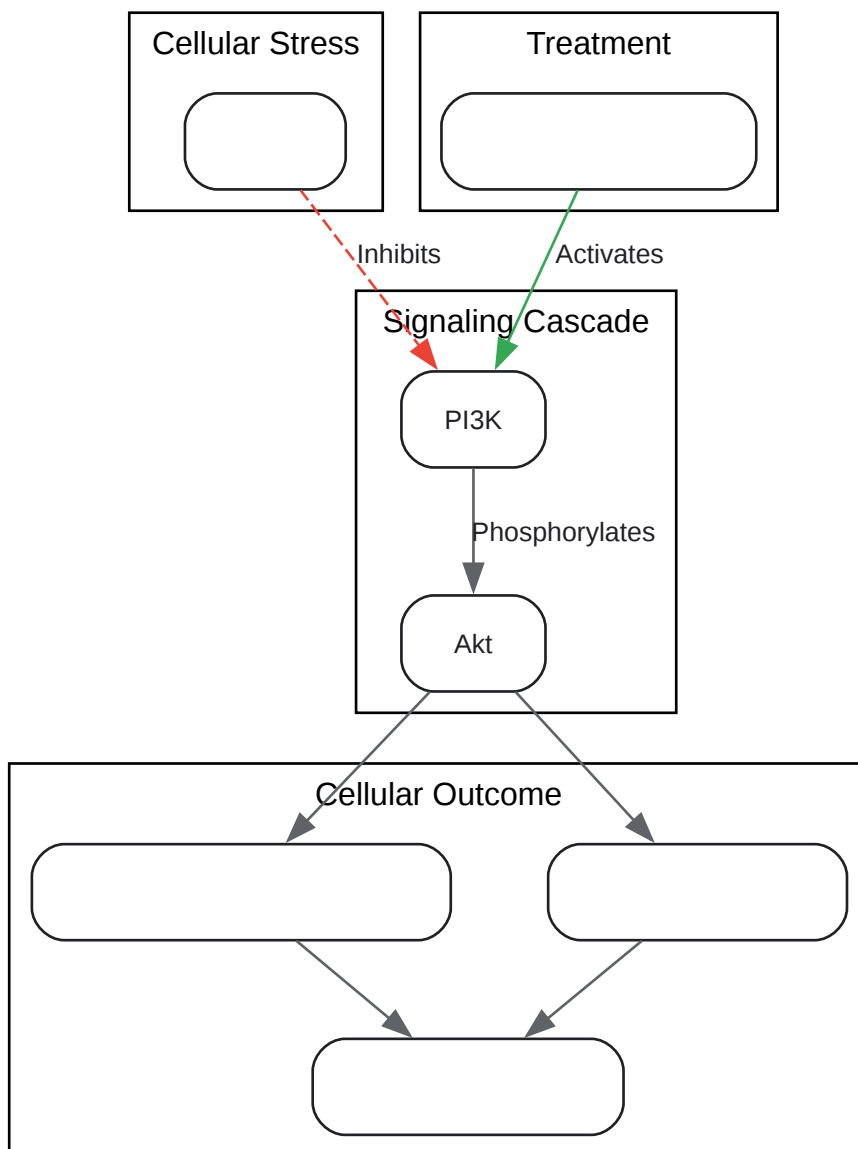 Cellular Stress
Treatment
Inhibits
Activates
Signaling Cascade
PI3K
Phosphorylates
Akt
Cellular Outcome